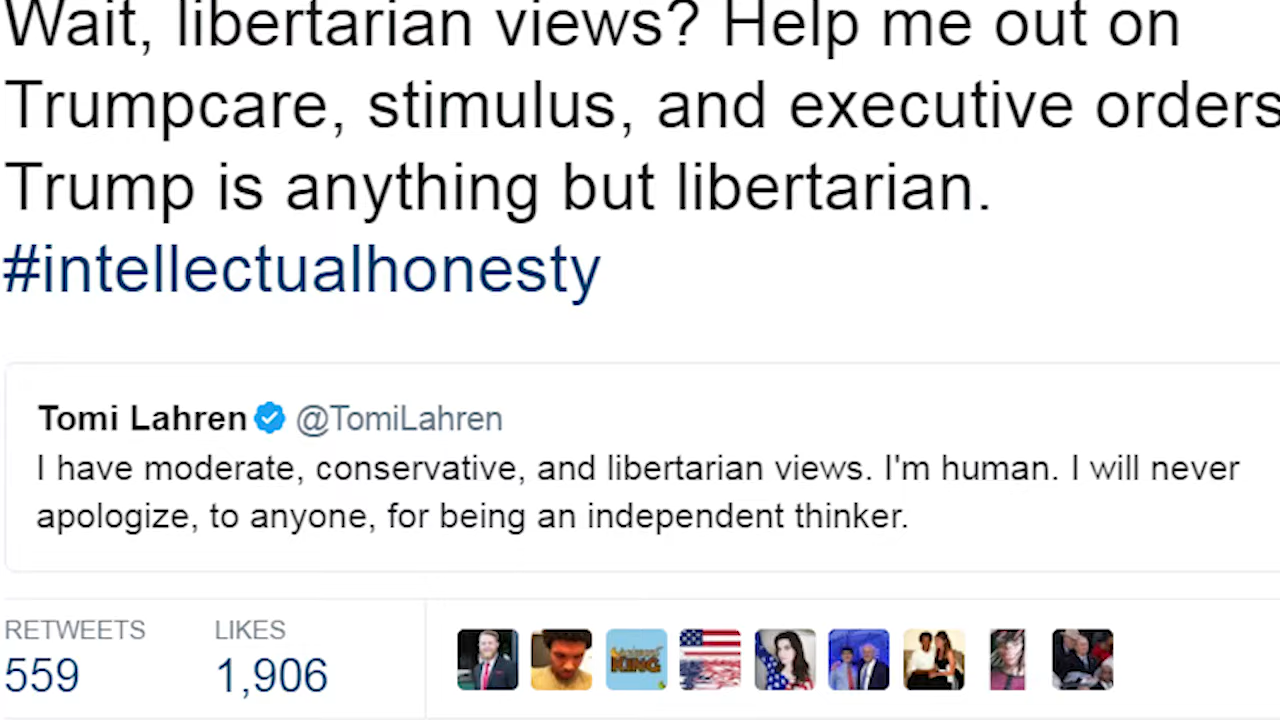 Wait, libertarian views? Help me out on
Trumpcare, stimulus, and executive orders
Trump is anything but libertarian.
#intellectualhonesty
Tomi Lahren @TomiLahren
I have moderate, conservative, and libertarian views. I'm human. I will never
apologize, to anyone, for being an independent thinker.
RETWEETS LIKES
559 1,906
KING